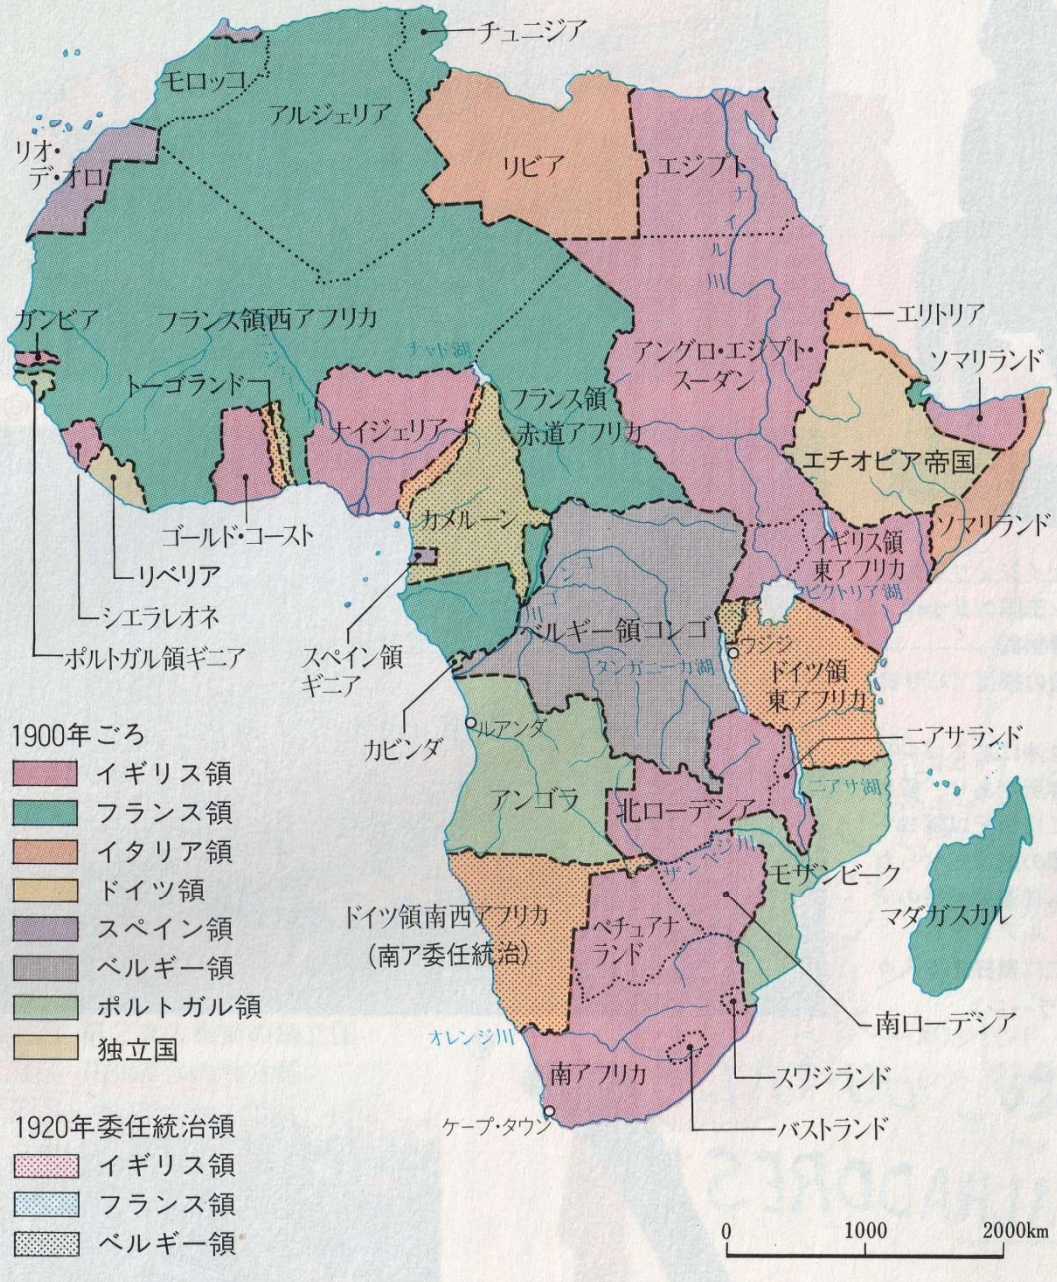 チュニジア
モロッコ
アルジェリア
リオ・
デ・オロ
リビア
エジプト
ナイル川
ガンビア
フランス領西アフリカ
エリトリア
アングロ・エジプト・
スーダン
ソマリランド
チャッド湖
トーゴランド
ニジェール川
フランス領
赤道アフリカ
ナイジェリア
エチオピア帝国
カメルーン
ソマリランド
ゴールド・コースト
イギリス領
東アフリカ
リベリア
コンゴ川
ビクトリア湖
シエラレオネ
ベルギー領コンゴ
ウジジ
ポルトガル領ギニア
スペイン領
ギニア
タンガニーカ湖
ドイツ領
東アフリカ
カビンダ
ルアンダ
ニアサランド
アンゴラ
北ローデシア
ニアサ湖
ザンベジ川
モザンビーク
ドイツ領南西アフリカ
(南ア委任統治)
ベチュアナ
ランド
マダガスカル
南ローデシア
オレンジ川
南アフリカ
スワジランド
ケープ・タウン
バストランド
1900年ごろ
イギリス領
フランス領
イタリア領
ドイツ領
スペイン領
ベルギー領
ポルトガル領
独立国
1920年委任統治領
イギリス領
フランス領
ベルギー領
0 1000 2000km